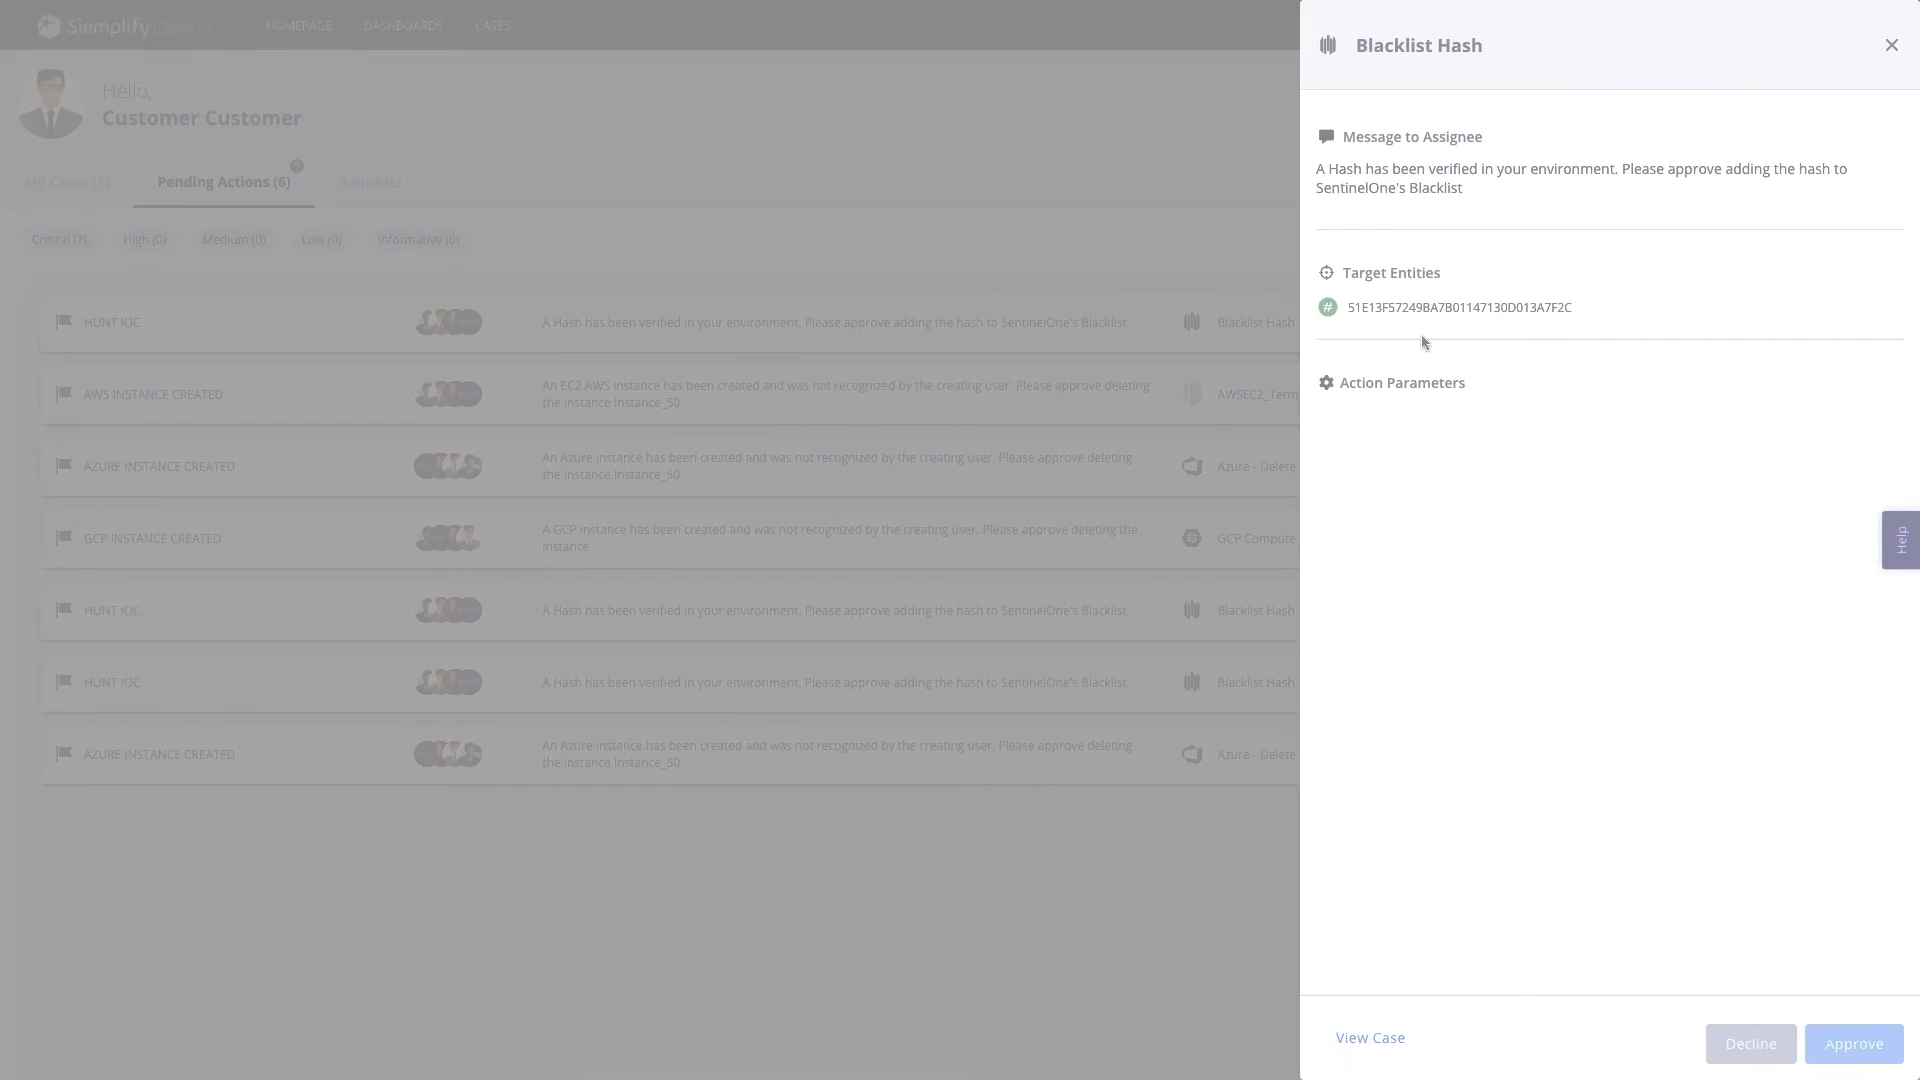 Siemplify Cloud
HOMEPAGE
DASHBOARDS
CASES
Hello,
Customer Customer
My Cases (1)
Pending Actions (6)
?
Requests
Critical (7)
High (0)
Medium (0)
Low (0)
Informative (0)
HUNT IOC
A Hash has been verified in your environment. Please approve adding the hash to SentinelOne's Blacklist
Blacklist Hash
AWS INSTANCE CREATED
An EC2 AWS instance has been created and was not recognized by the creating user. Please approve deleting
the instance Instance_50
AWSEC2_Term
AZURE INSTANCE CREATED
An Azure instance has been created and was not recognized by the creating user. Please approve deleting
the instance Instance_50
Azure - Delete
GCP INSTANCE CREATED
A GCP instance has been created and was not recognized by the creating user. Please approve deleting the
instance
GCP Compute
HUNT IOC
A Hash has been verified in your environment. Please approve adding the hash to SentinelOne's Blacklist
Blacklist Hash
HUNT IOC
A Hash has been verified in your environment. Please approve adding the hash to SentinelOne's Blacklist
Blacklist Hash
AZURE INSTANCE CREATED
An Azure instance has been created and was not recognized by the creating user. Please approve deleting
the instance Instance_50
Azure - Delete
Blacklist Hash
Message to Assignee
A Hash has been verified in your environment. Please approve adding the hash to
SentinelOne's Blacklist
Target Entities
# 51E13F57249BA7B01147130D013A7F2C
Action Parameters
Help
View Case
Decline
Approve